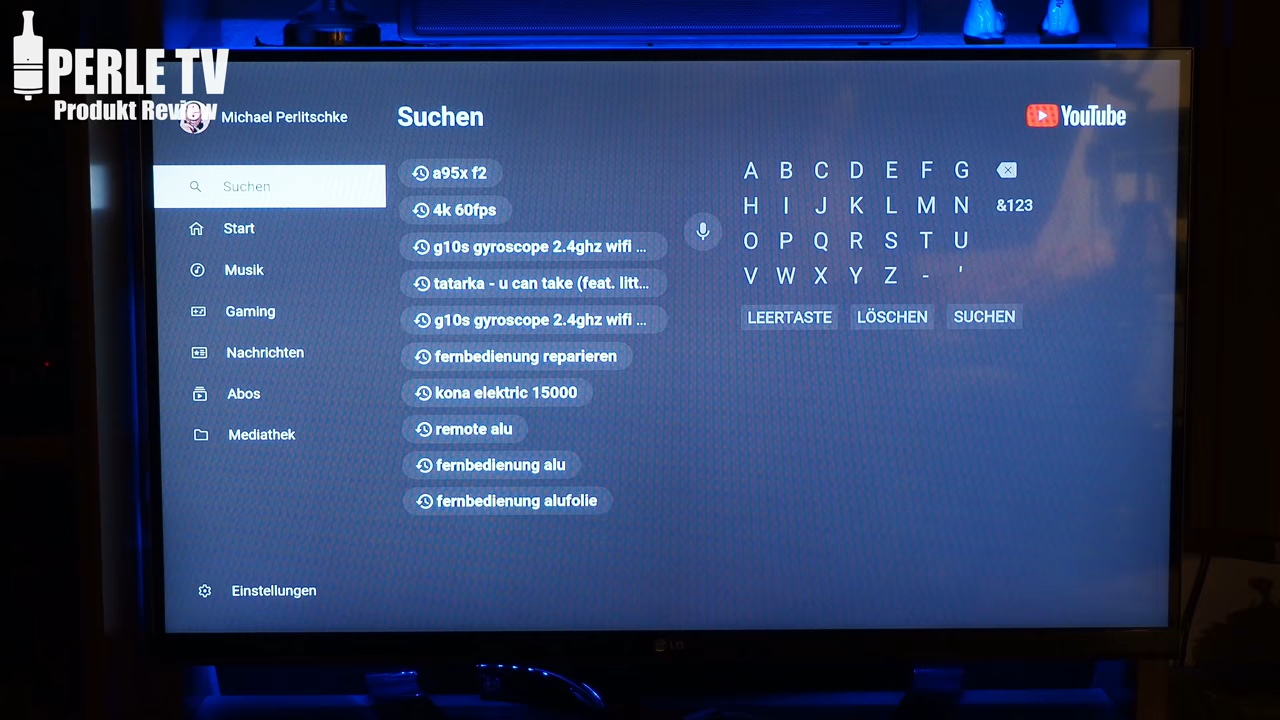 PERLE TV
Produkt Review
Michael Perlitschke
Suchen
YouTube
Suchen
Start
Musik
Gaming
Nachrichten
Abos
Mediathek
Einstellungen
a95x f2
4k 60fps
g10s gyroscope 2.4ghz wifi ...
tatarka - u can take (feat. litt...
g10s gyroscope 2.4ghz wifi ...
fernbedienung reparieren
kona elektric 15000
remote alu
fernbedienung alu
fernbedienung alufolie
A B C D E F G
H I J K L M N &123
O P Q R S T U
V W X Y Z - '
LEERTASTE LÖSCHEN SUCHEN
LG